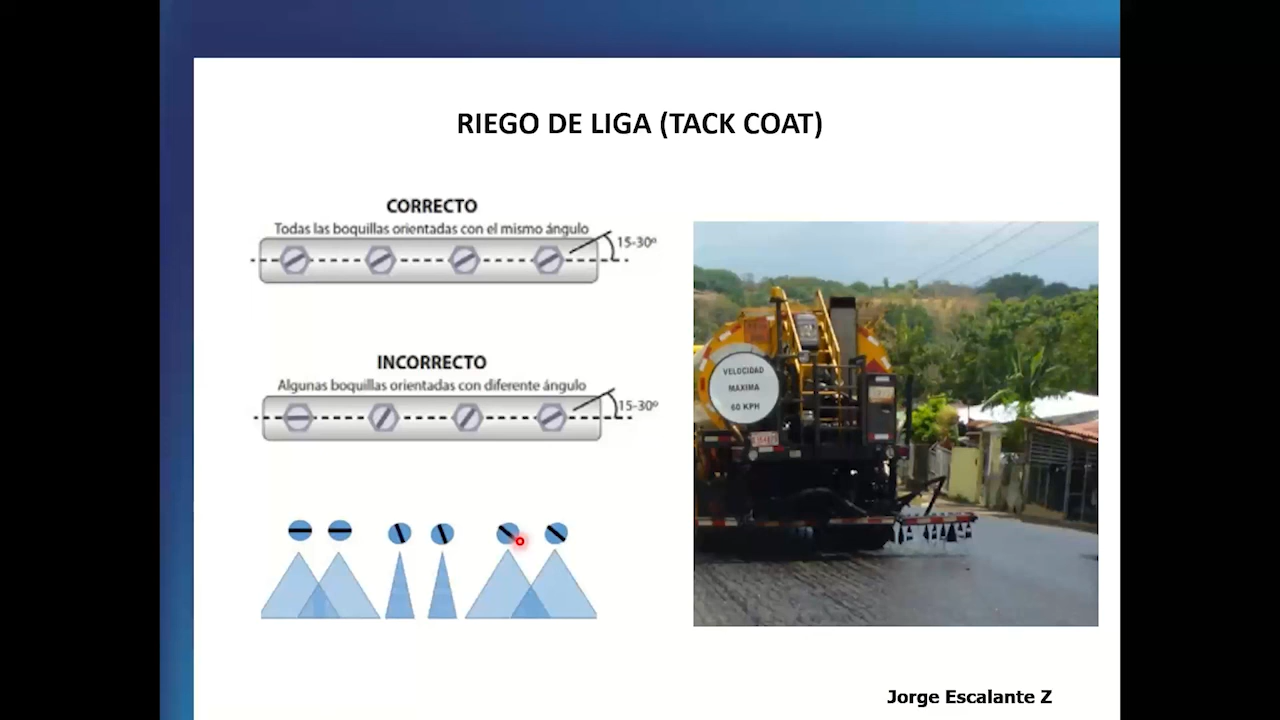 RIEGO DE LIGA (TACK COAT)
CORRECTO
Todas las boquillas orientadas con el mismo ángulo
15-30º
INCORRECTO
Algunas boquillas orientadas con diferente ángulo
15-30º
VELOCIDAD
MAXIMA
60 KPH
Jorge Escalante Z